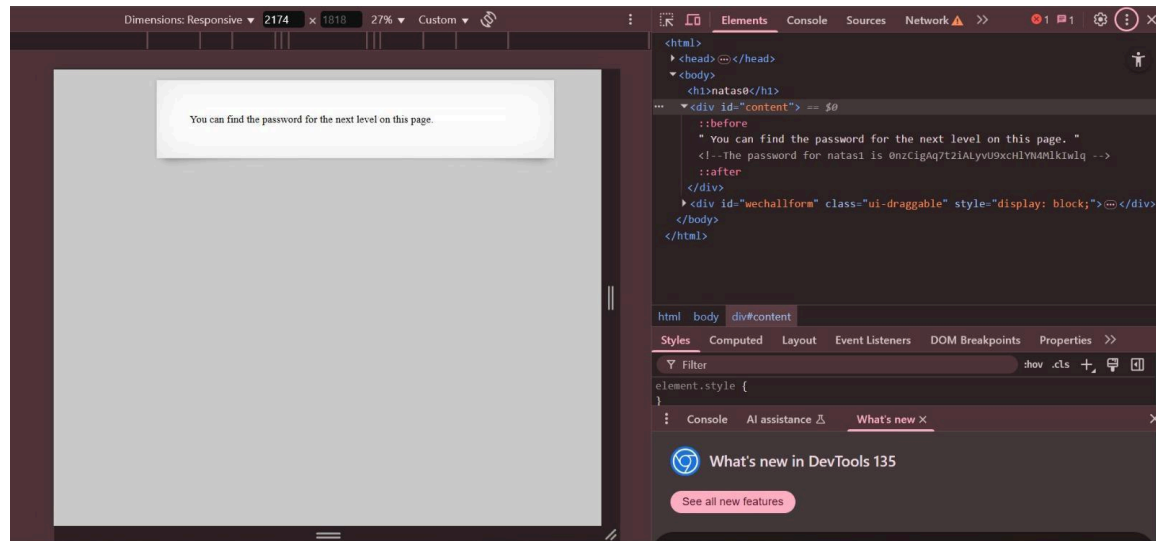 Dimensions: Responsive ▼ 2174 × 1818 27% ▼ Custom ▼
You can find the password for the next level on this page.
Elements Console Sources Network >> 1 1
<html>
<head> ... </head>
<body>
<h1>natas0</h1>
... <div id="content"> == $0
::before
" You can find the password for the next level on this page. "
<!--The password for natas1 is 0nzCigAq7t2iALyvU9xcHlYN4MlkIwlq -->
::after
</div>
<div id="wechallform" class="ui-draggable" style="display: block;"> ... </div>
</body>
</html>
html body div#content
Styles Computed Layout Event Listeners DOM Breakpoints Properties >>
Filter :hov .cls +
element.style {
}
Console AI assistance What's new ×
What's new in DevTools 135
See all new features